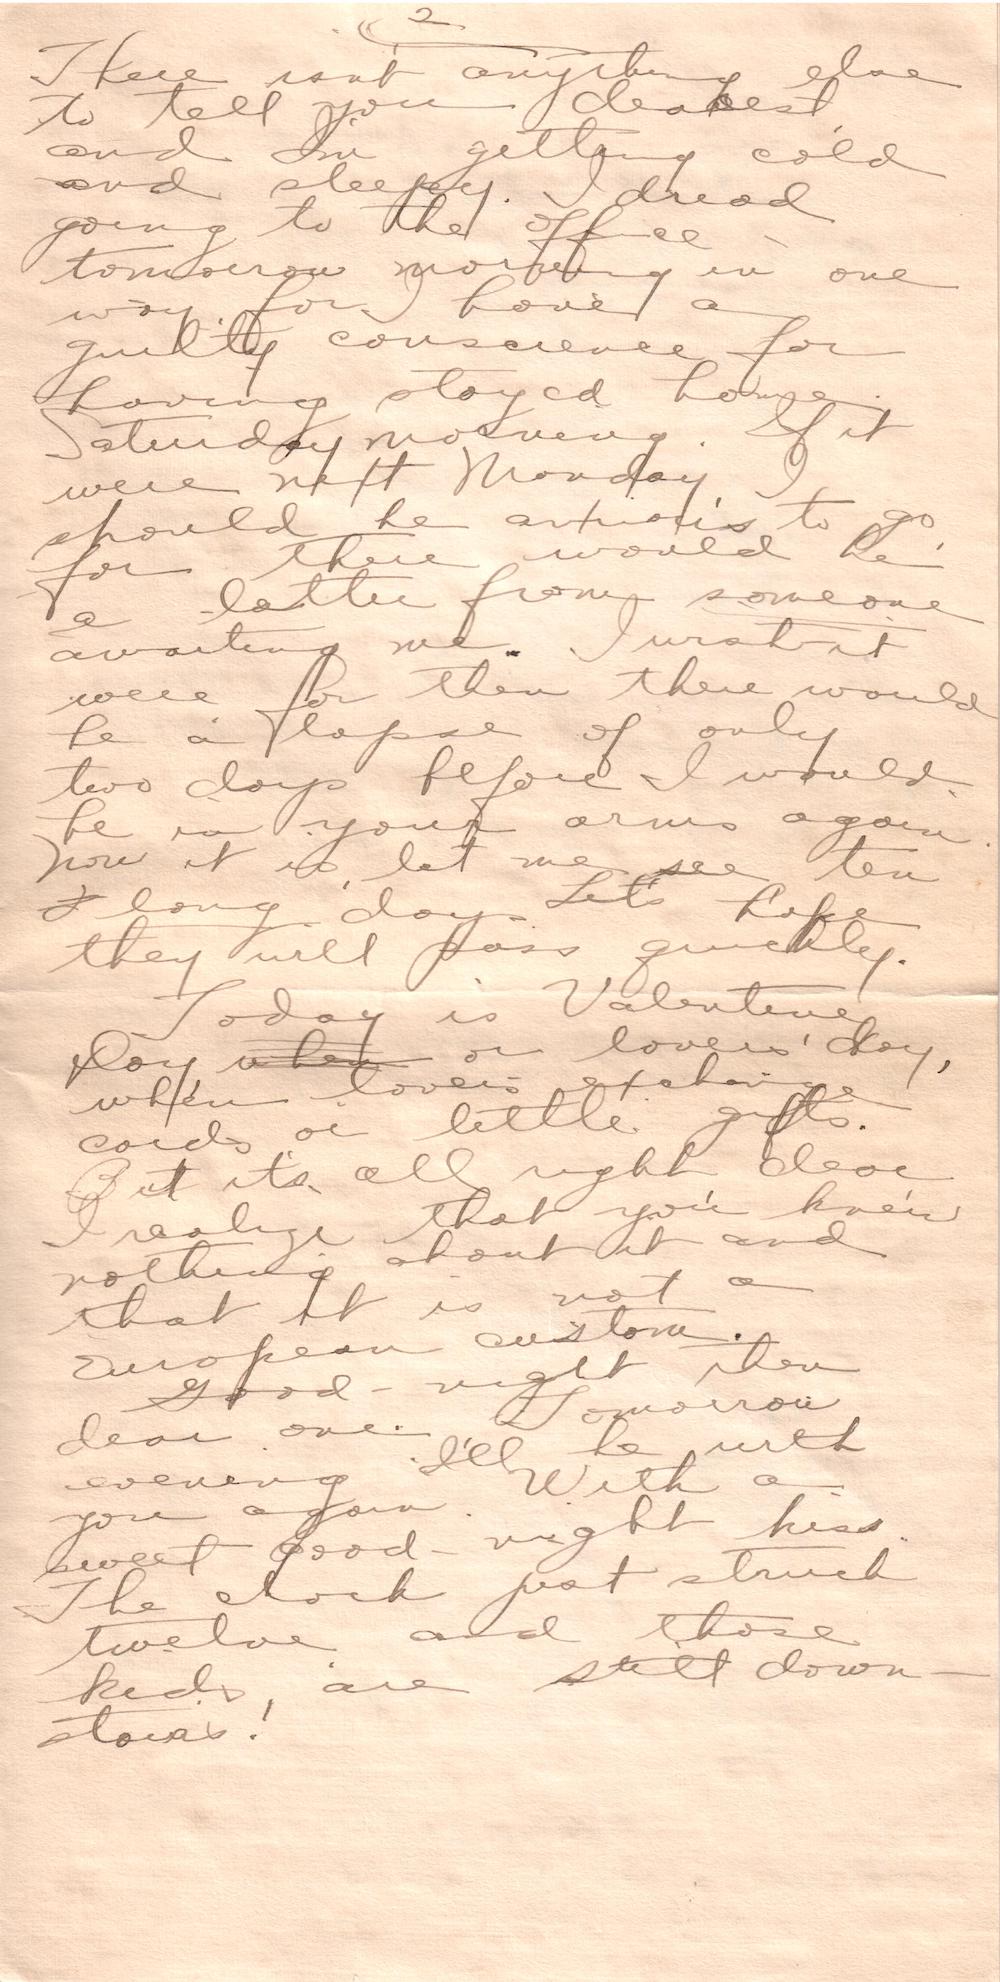 2
There isn't anything else
to tell you dearest
and I'm getting cold
and sleepy. I dread
going to the office
tomorrow morning in one
way, for I have a
guilty conscience for
having stayed home
Saturday morning. If it
were next Monday, I
should be anxious to go,
for there would be
a letter from someone
awaiting me. I wish it
were for then there would
be a lapse of only
two days before I would
be in your arms again.
Now it is, let me see ten
long days. Let's hope
they will pass quickly.
Today is Valentine
Day when or lovers' day,
when lovers exchange
cards or little gifts.
But it's all right dear
I realize that you knew
nothing about it and
that it is not a
European custom.
Good-night then
dear one. Tomorrow
evening I'll be with
you again. With a
sweet good-night kiss.
The clock just struck
twelve and those
kids, are still down-
stairs!